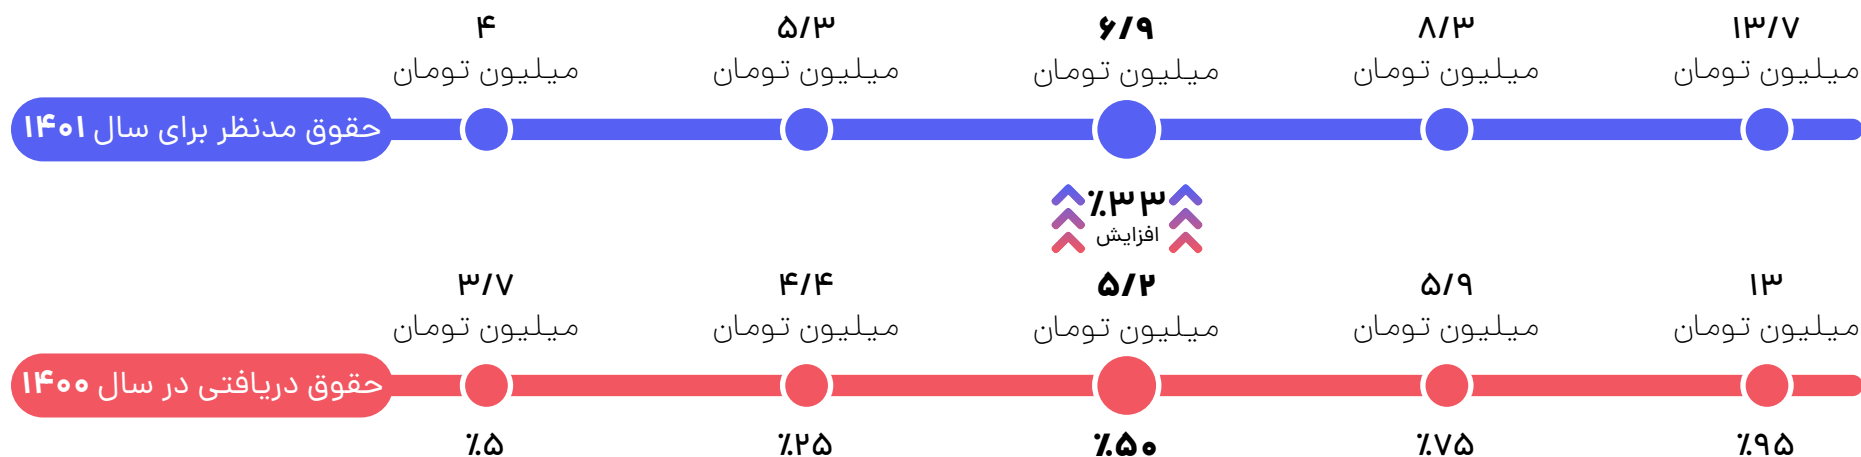 ۴
میلیون تومان
۵/۳
میلیون تومان
۶/۹
میلیون تومان
۸/۳
میلیون تومان
۱۳/۷
میلیون تومان
حقوق مدنظر برای سال ۱۴۰۱
٪۳۳
افزایش
۳/۷
میلیون تومان
۴/۴
میلیون تومان
۵/۲
میلیون تومان
۵/۹
میلیون تومان
۱۳
میلیون تومان
حقوق دریافتی در سال ۱۴۰۰
٪۵
٪۲۵
٪۵۰
٪۷۵
٪۹۵